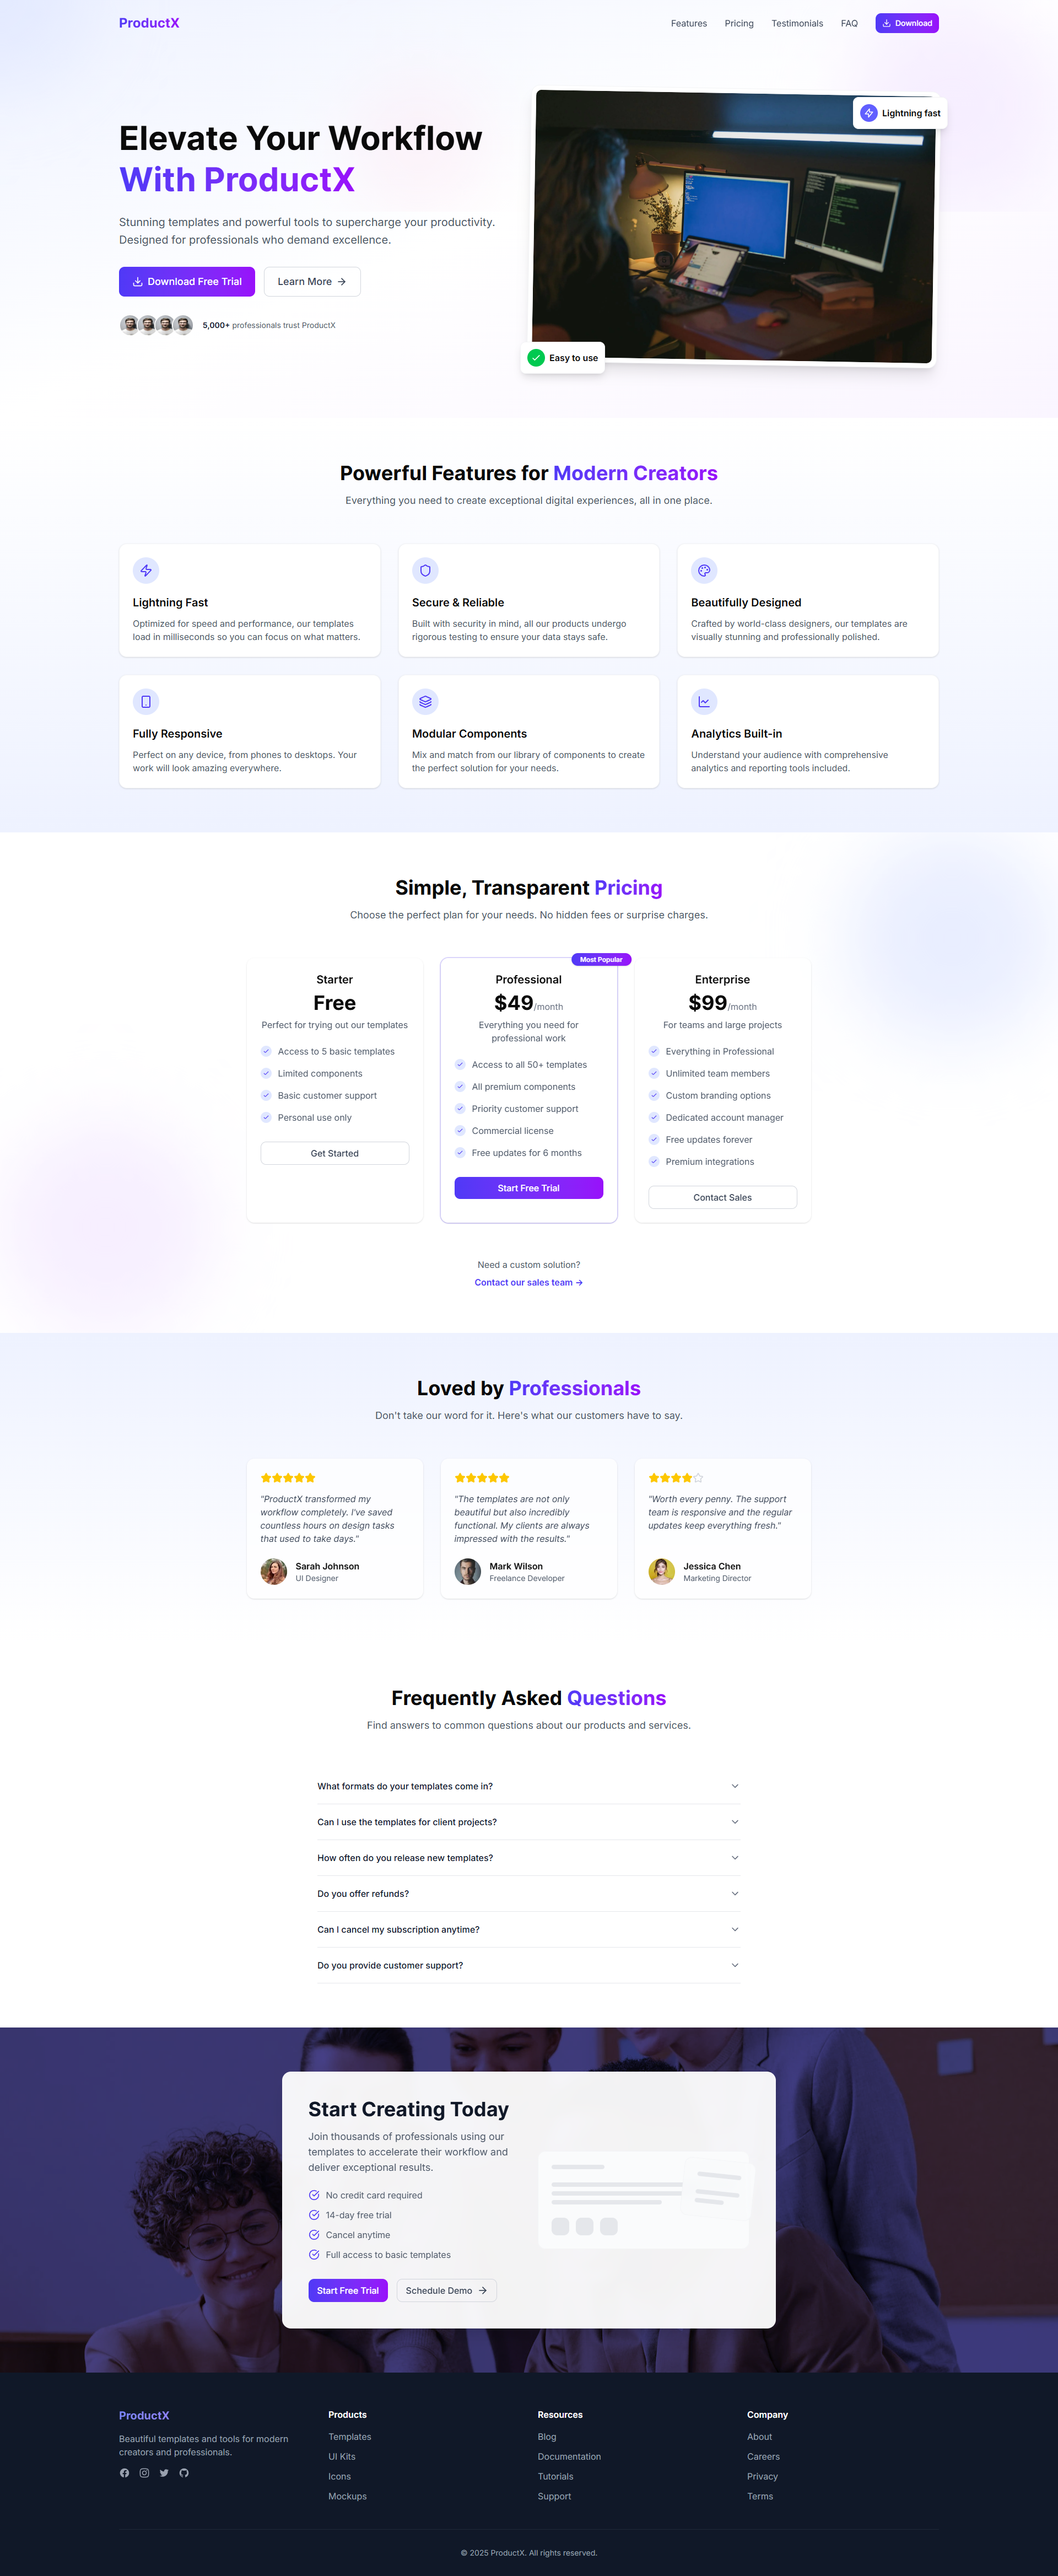 ProductX
Features
Pricing
Testimonials
FAQ
Download
Lightning fast
Elevate Your Workflow
With ProductX
Stunning templates and powerful tools to supercharge your productivity.
Designed for professionals who demand excellence.
Download Free Trial
Learn More →
5,000+ professionals trust ProductX
Easy to use
Powerful Features for Modern Creators
Everything you need to create exceptional digital experiences, all in one place.
Lightning Fast
Optimized for speed and performance, our templates
load in milliseconds so you can focus on what matters.
Secure & Reliable
Built with security in mind, all our products undergo
rigorous testing to ensure your data stays safe.
Beautifully Designed
Crafted by world-class designers, our templates are
visually stunning and professionally polished.
Fully Responsive
Perfect on any device, from phones to desktops. Your
work will look amazing everywhere.
Modular Components
Mix and match from our library of components to create
the perfect solution for your needs.
Analytics Built-in
Understand your audience with comprehensive
analytics and reporting tools included.
Simple, Transparent Pricing
Choose the perfect plan for your needs. No hidden fees or surprise charges.
Starter
Free
Perfect for trying out our templates
Access to 5 basic templates
Limited components
Basic customer support
Personal use only
Get Started
Most Popular
Professional
$49/month
Everything you need for
professional work
Access to all 50+ templates
All premium components
Priority customer support
Commercial license
Free updates for 6 months
Start Free Trial
Enterprise
$99/month
For teams and large projects
Everything in Professional
Unlimited team members
Custom branding options
Dedicated account manager
Free updates forever
Premium integrations
Contact Sales
Need a custom solution?
Contact our sales team →
Loved by Professionals
Don't take our word for it. Here's what our customers have to say.
"ProductX transformed my
workflow completely. I've saved
countless hours on design tasks
that used to take days."
Sarah Johnson
UI Designer
"The templates are not only
beautiful but also incredibly
functional. My clients are always
impressed with the results."
Mark Wilson
Freelance Developer
"Worth every penny. The support
team is responsive and the regular
updates keep everything fresh."
Jessica Chen
Marketing Director
Frequently Asked Questions
Find answers to common questions about our products and services.
What formats do your templates come in?
Can I use the templates for client projects?
How often do you release new templates?
Do you offer refunds?
Can I cancel my subscription anytime?
Do you provide customer support?
Start Creating Today
Join thousands of professionals using our
templates to accelerate their workflow and
deliver exceptional results.
No credit card required
14-day free trial
Cancel anytime
Full access to basic templates
Start Free Trial
Schedule Demo →
ProductX
Beautiful templates and tools for modern
creators and professionals.
Products
Templates
UI Kits
Icons
Mockups
Resources
Blog
Documentation
Tutorials
Support
Company
About
Careers
Privacy
Terms
© 2025 ProductX. All rights reserved.